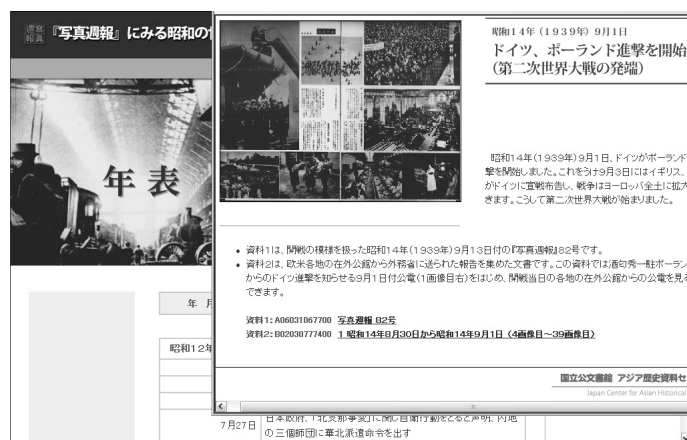 写真週報
『写真週報』にみる昭和の
年表
年 月
昭和12年
7月27日
日本政府、「北支那事変」に関し自衛行動をとると声明、内地
の三個師団に華北派遣命令を出す
昭和14年（1939年）9月1日
ドイツ、ポーランド進撃を開始
（第二次世界大戦の発端）
昭和14年（1939年）9月1日、ドイツがポーランド
撃を開始しました。これをうけ9月3日にはイギリス、
がドイツに宣戦布告し、戦争はヨーロッパ全土に拡大
きます。こうして第二次世界大戦が始まりました。
• 資料1は、開戦の模様を扱った昭和14年（1939年）9月13日付の『写真週報』82号です。
• 資料2は、欧米各地の在外公館から外務省に送られた報告を集めた文書です。この資料では酒匂秀一駐ポーラン
からのドイツ進撃を知らせる9月1日付公電（1画像目右）をはじめ、開戦当日の各地の在外公館からの公電を見る
できます。
資料1：A06031067700 写真週報 82号
資料2：B02030777400 1 昭和14年8月30日から昭和14年9月1日（4画像目～39画像目）
国立公文書館 アジア歴史資料セ
Japan Center for Asian Historical